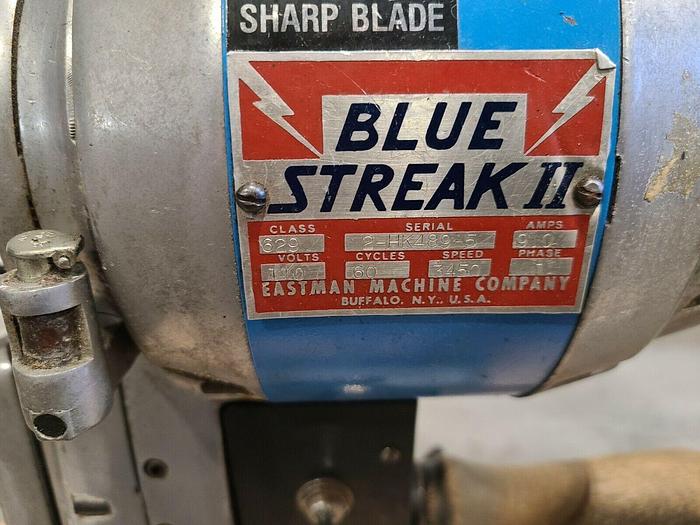 SHARP BLADE
BLUE
STREAK II
CLASS SERIAL AMPS
629 2-HK489-5 9.0
VOLTS CYCLES SPEED PHASE
110 60 3450 1
EASTMAN MACHINE COMPANY
BUFFALO, N.Y., U.S.A.